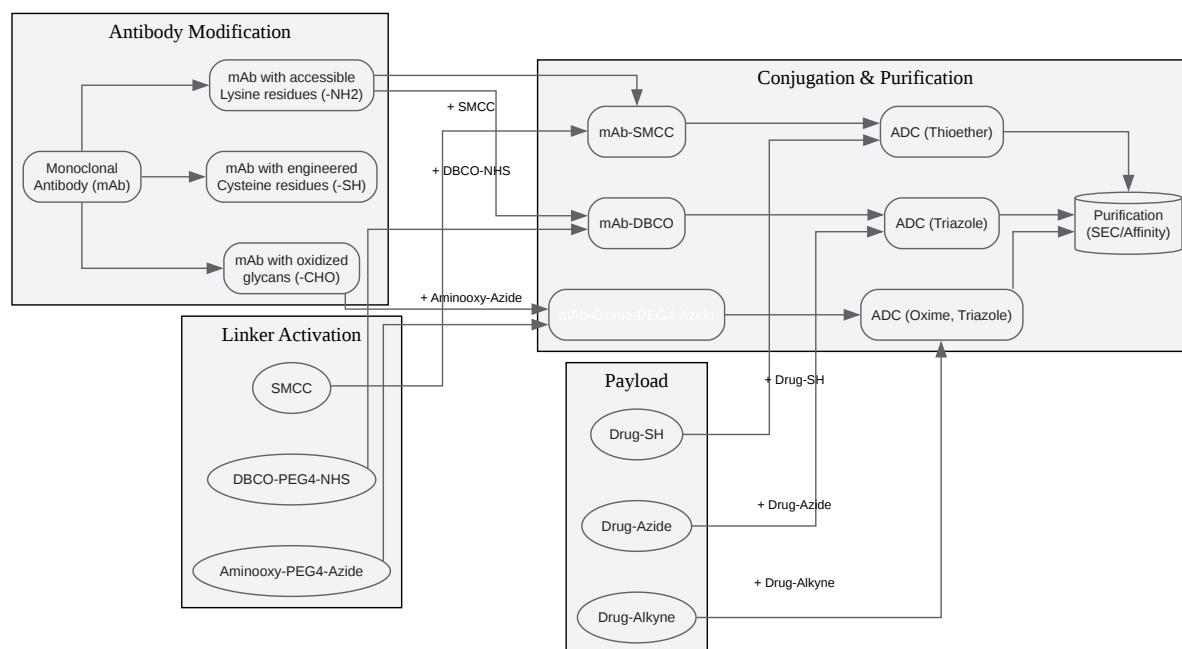 Antibody Modification
mAb with accessible
Lysine residues (-NH2)
Monoclonal
Antibody (mAb)
mAb with engineered
Cysteine residues (-SH)
mAb with oxidized
glycans (-CHO)
+ SMCC
+ DBCO-NHS
+ Aminooxy-Azide
Linker Activation
SMCC
DBCO-PEG4-NHS
Aminooxy-PEG4-Azide
Conjugation & Purification
mAb-SMCC
ADC (Thioether)
mAb-DBCO
ADC (Triazole)
Purification
(SEC/Affinity)
mAb-Oxime-PEG4-Azide
ADC (Oxime, Triazole)
Payload
+ Drug-SH
Drug-SH
+ Drug-Azide
Drug-Azide
+ Drug-Alkyne
Drug-Alkyne